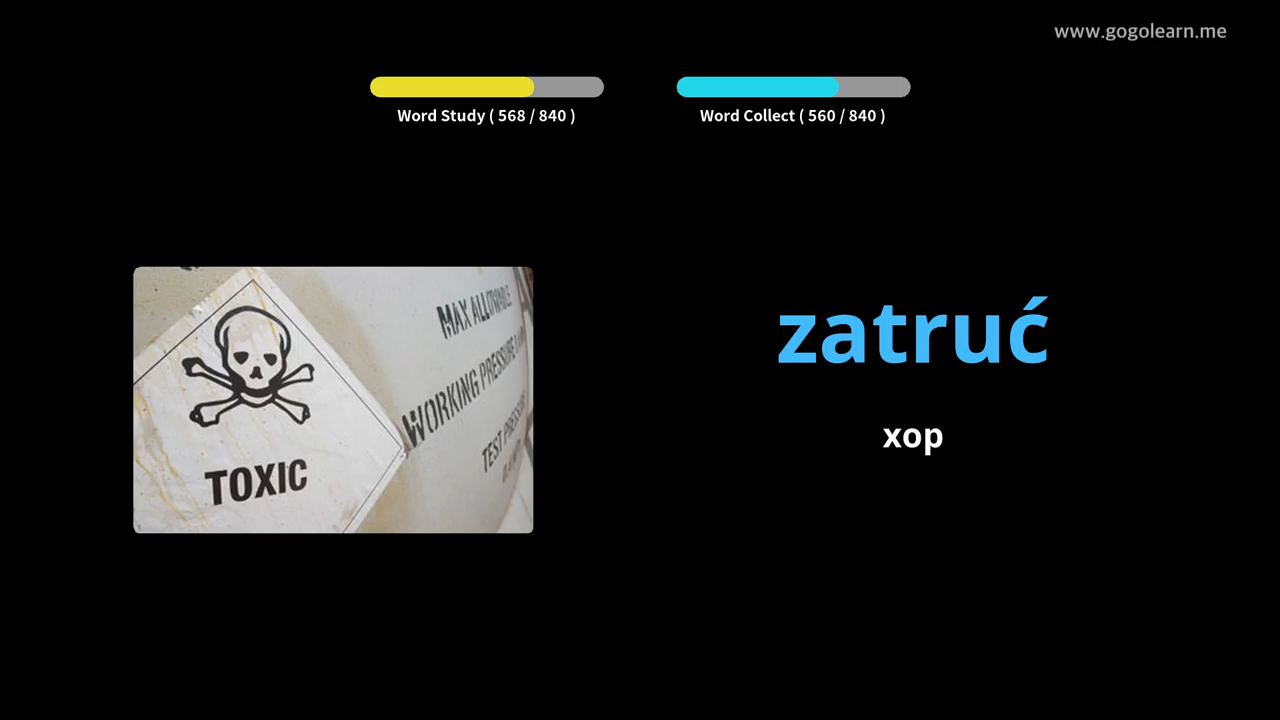 www.gogolearn.me
Word Study ( 568 / 840 )
Word Collect ( 560 / 840 )
MAX ALLOWABLE
WORKING PRESSURE
TEST PRESSURE
TOXIC
zatruć
хор